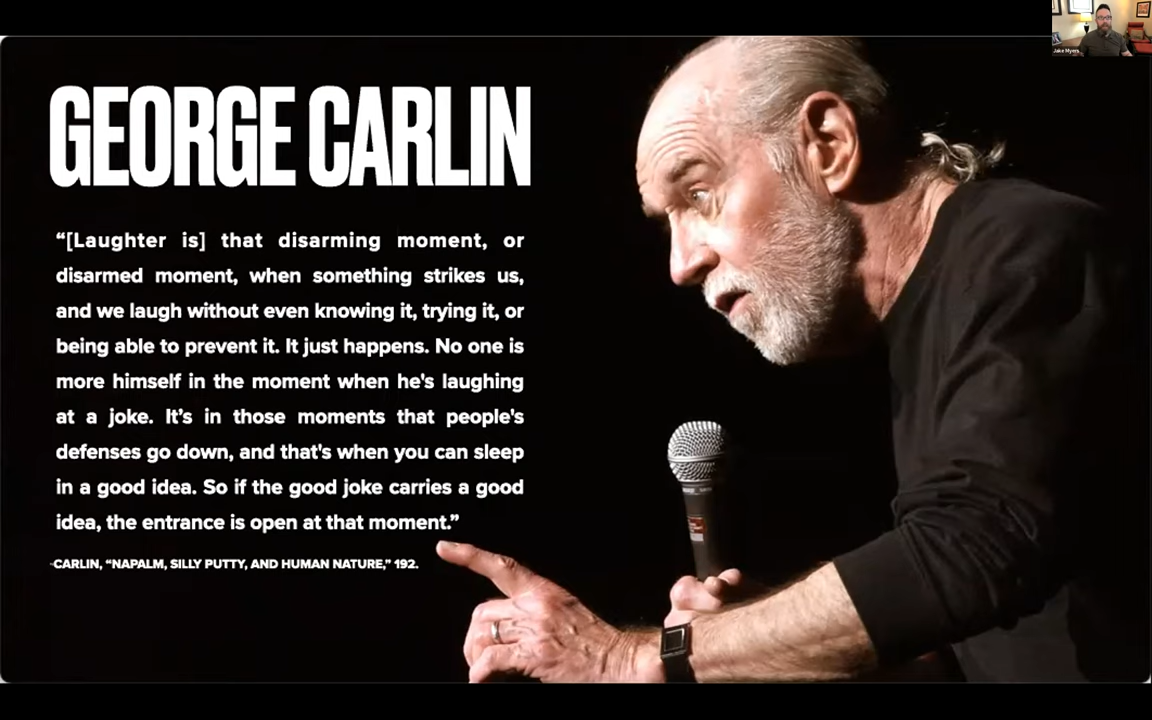 GEORGE CARLIN
“[Laughter is] that disarming moment, or
disarmed moment, when something strikes us,
and we laugh without even knowing it, trying it, or
being able to prevent it. It just happens. No one is
more himself in the moment when he's laughing
at a joke. It’s in those moments that people's
defenses go down, and that's when you can sleep
in a good idea. So if the good joke carries a good
idea, the entrance is open at that moment.”
-CARLIN, “NAPALM, SILLY PUTTY, AND HUMAN NATURE,” 192.
Jake Myers